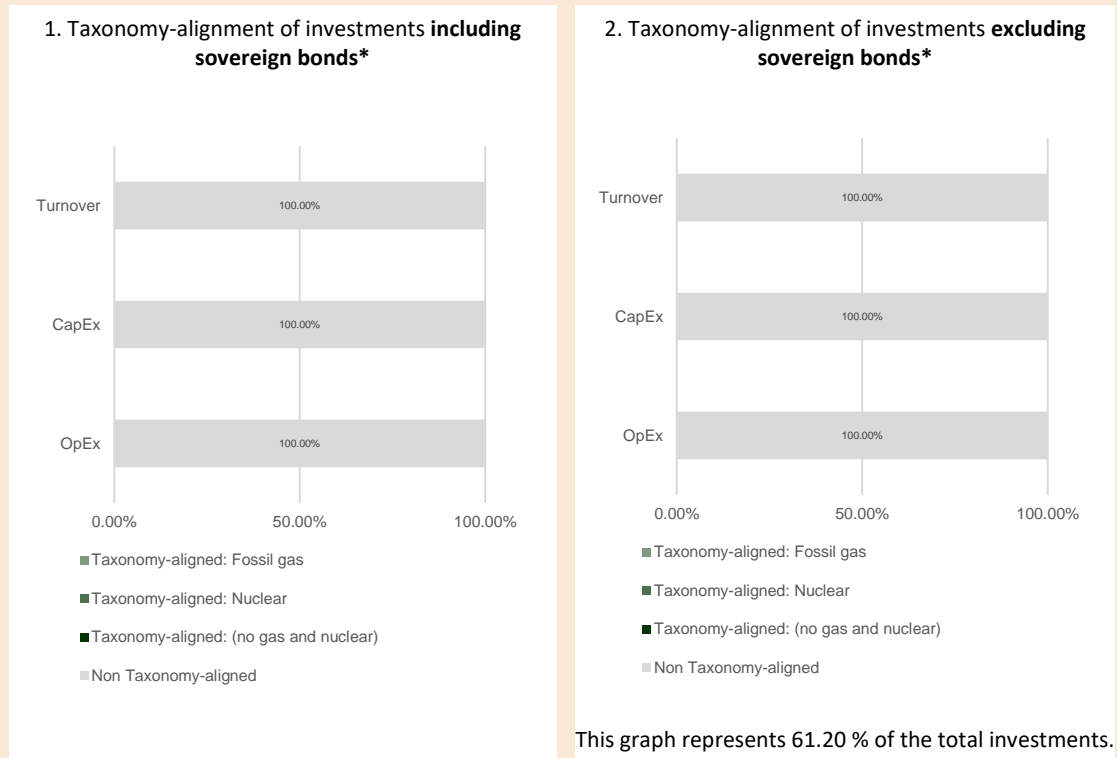 1. Taxonomy-alignment of investments including
sovereign bonds*
Turnover
100.00%
CapEx
100.00%
OpEx
100.00%
0.00%
50.00%
100.00%
Taxonomy-aligned: Fossil gas
Taxonomy-aligned: Nuclear
Taxonomy-aligned: (no gas and nuclear)
Non Taxonomy-aligned
2. Taxonomy-alignment of investments excluding
sovereign bonds*
Turnover
100.00%
CapEx
100.00%
OpEx
100.00%
0.00%
50.00%
100.00%
Taxonomy-aligned: Fossil gas
Taxonomy-aligned: Nuclear
Taxonomy-aligned: (no gas and nuclear)
Non Taxonomy-aligned
This graph represents 61.20 % of the total investments.